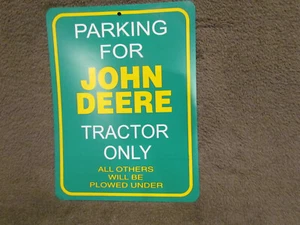 PARKING
FOR
JOHN
DEERE
TRACTOR
ONLY
ALL OTHERS
WILL BE
PLOWED UNDER